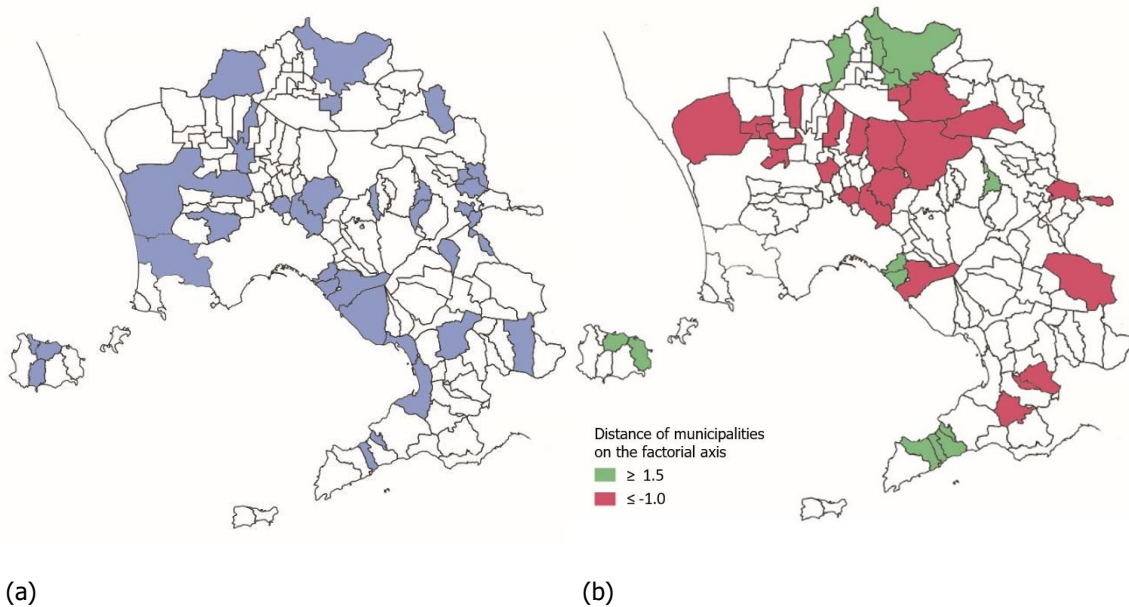 Distance of municipalities
on the factorial axis
≥ 1.5
≤ -1.0
(a)
(b)